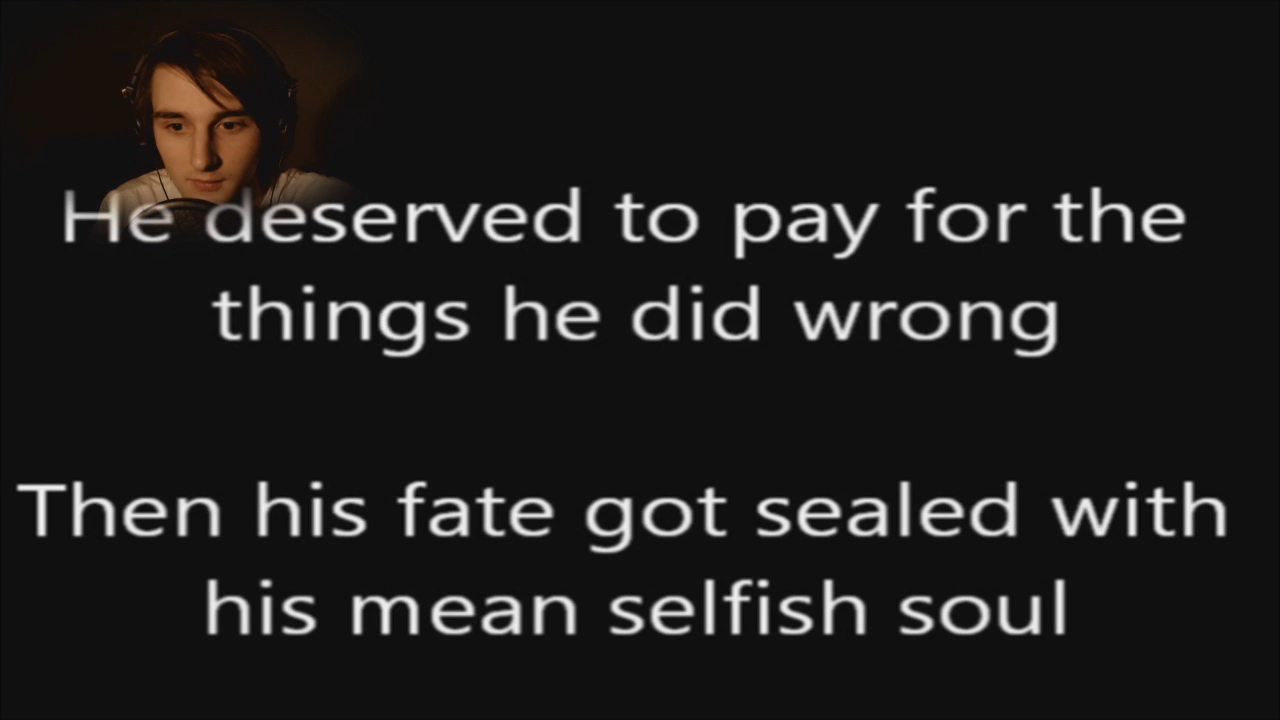 He deserved to pay for the
things he did wrong
Then his fate got sealed with
his mean selfish soul